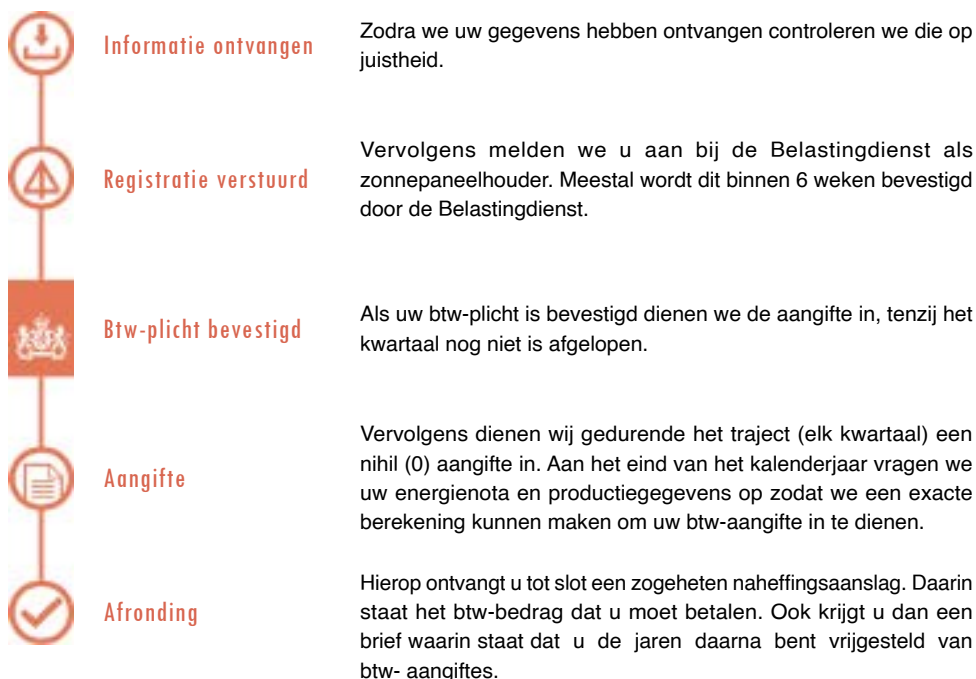 Informatie ontvangen
Zodra we uw gegevens hebben ontvangen controleren we die op
juistheid.
Registratie verstuurd
Vervolgens melden we u aan bij de Belastingdienst als
zonnepaneelhouder. Meestal wordt dit binnen 6 weken bevestigd
door de Belastingdienst.
Btw-plicht bevestigd
Als uw btw-plicht is bevestigd dienen we de aangifte in, tenzij het
kwartaal nog niet is afgelopen.
Aangifte
Vervolgens dienen wij gedurende het traject (elk kwartaal) een
nihil (0) aangifte in. Aan het eind van het kalenderjaar vragen we
uw energienota en productiegegevens op zodat we een exacte
berekening kunnen maken om uw btw-aangifte in te dienen.
Afronding
Hierop ontvangt u tot slot een zogeheten naheffingsaanslag. Daarin
staat het btw-bedrag dat u moet betalen. Ook krijgt u dan een
brief waarin staat dat u de jaren daarna bent vrijgesteld van
btw- aangiftes.